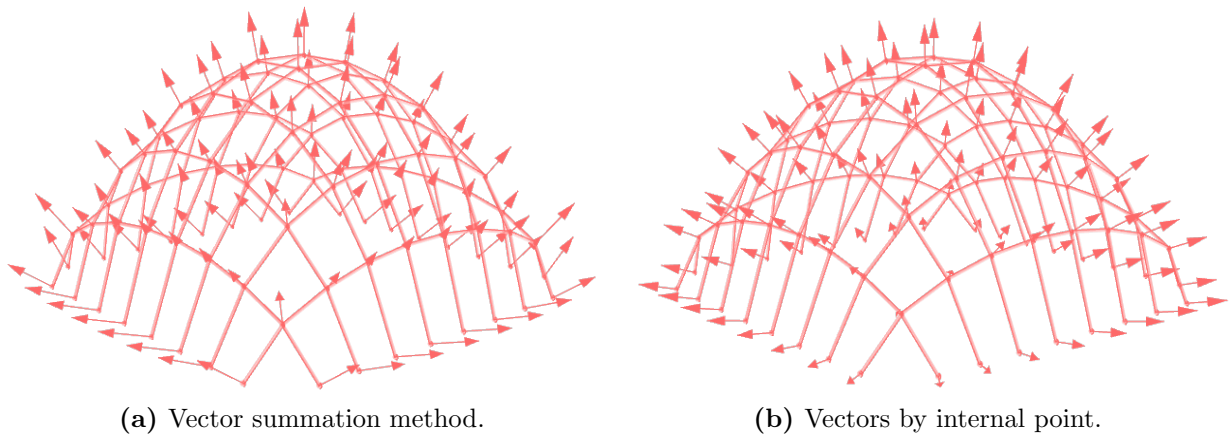 (a) Vector summation method.
(b) Vectors by internal point.